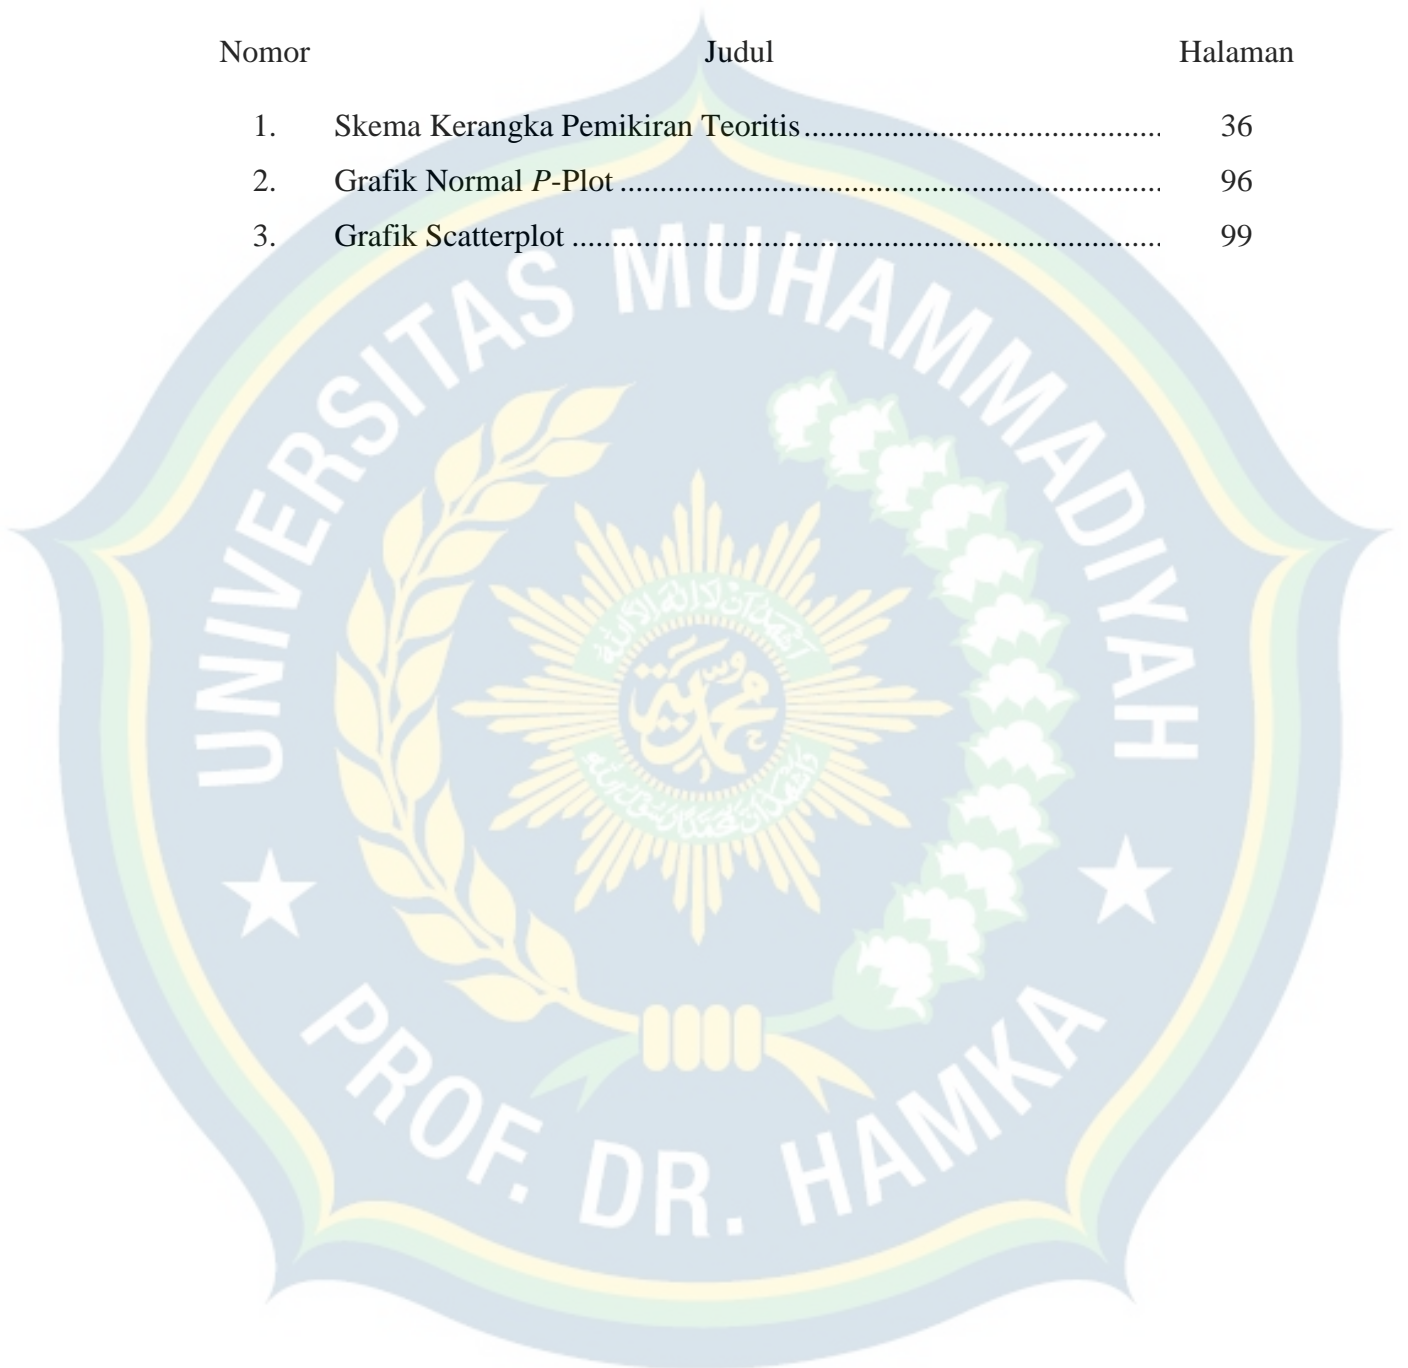 Nomor Judul Halaman
1. Skema Kerangka Pemikiran Teoritis 36
2. Grafik Normal P-Plot 96
3. Grafik Scatterplot 99
UNIVERSITAS MUHAMMADIYAH
محمدية
PROF. DR. HAMKA